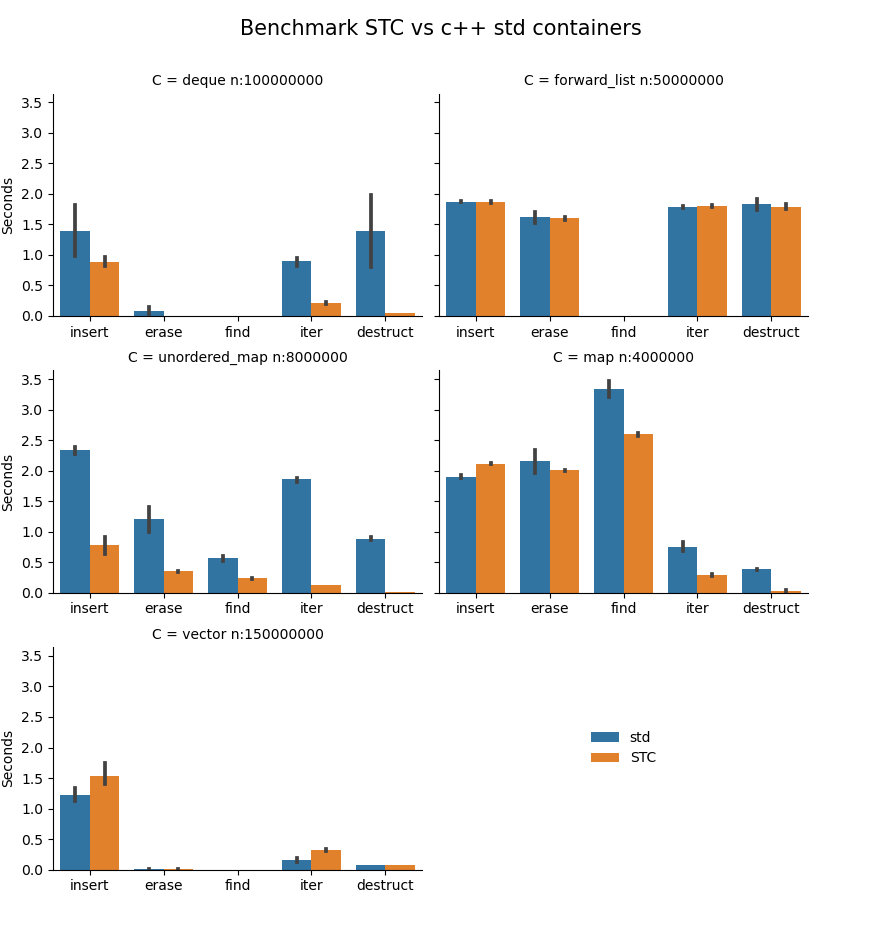 Benchmark STC vs c++ std containers
C = deque n:100000000
C = forward_list n:50000000
3.5
3.0
2.5
2.0
1.5
1.0
0.5
0.0
Seconds
insert erase find iter destruct
insert erase find iter destruct
C = unordered_map n:8000000
C = map n:4000000
3.5
3.0
2.5
2.0
1.5
1.0
0.5
0.0
Seconds
insert erase find iter destruct
insert erase find iter destruct
C = vector n:150000000
3.5
3.0
2.5
2.0
1.5
1.0
0.5
0.0
Seconds
insert erase find iter destruct
std
STC